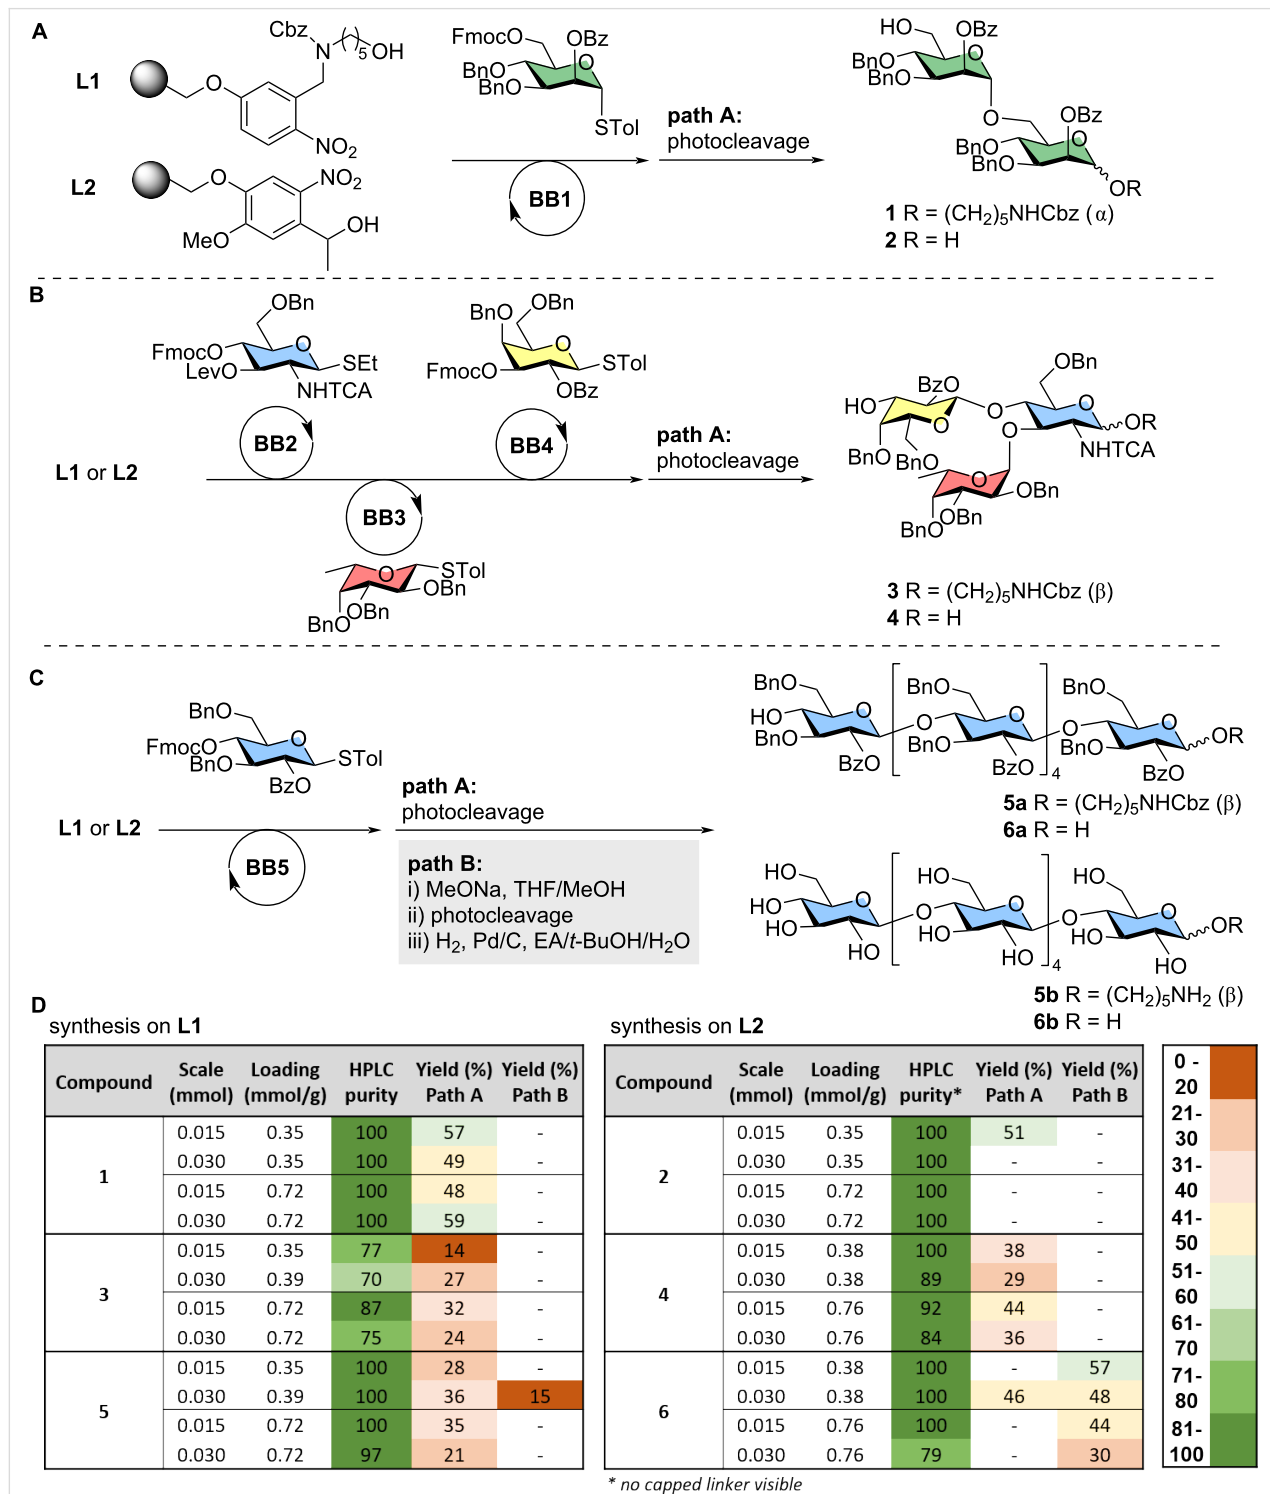 A
L1
Cbz
N
( )5
OH
O
NO2
L2
O
NO2
OH
MeO
FmocO
OBz
BnO
BnO
O
STol
BB1
path A:
photocleavage
HO
OBz
BnO
BnO
O
O
OBz
BnO
BnO
O
OR
1 R = (CH2)5NHCbz (α)
2 R = H
B
OBn
FmocO
LevO
O
SEt
NHTCA
BB2
BnO
OBn
O
STol
FmocO
OBz
BB4
L1 or L2
BB3
O
STol
OBn
OBn
BnO
path A:
photocleavage
OBn
BzO
HO
O
O
O
OR
O
NHTCA
BnO
BnO
O
OBn
OBn
BnO
3 R = (CH2)5NHCbz (β)
4 R = H
C
BnO
FmocO
BnO
O
STol
BzO
L1 or L2
BB5
path A:
photocleavage
path B:
i) MeONa, THF/MeOH
ii) photocleavage
iii) H2, Pd/C, EA/t-BuOH/H2O
BnO
HO
BnO
O
BzO
BnO
O
O
BnO
BzO
4
BnO
O
O
BnO
BzO
OR
5a R = (CH2)5NHCbz (β)
6a R = H
HO
HO
HO
O
HO
HO
O
O
HO
HO
4
HO
O
O
HO
HO
OR
5b R = (CH2)5NH2 (β)
6b R = H
D
synthesis on L1
Compound Scale (mmol) Loading (mmol/g) HPLC purity Yield (%) Path A Yield (%) Path B
1
0.015 0.35 100 57 -
0.030 0.35 100 49 -
0.015 0.72 100 48 -
0.030 0.72 100 59 -
3
0.015 0.35 77 14 -
0.030 0.39 70 27 -
0.015 0.72 87 32 -
0.030 0.72 75 24 -
5
0.015 0.35 100 28 -
0.030 0.39 100 36 15
0.015 0.72 100 35 -
0.030 0.72 97 21 -
synthesis on L2
Compound Scale (mmol) Loading (mmol/g) HPLC purity* Yield (%) Path A Yield (%) Path B
2
0.015 0.35 100 51 -
0.030 0.35 100 - -
0.015 0.72 100 - -
0.030 0.72 100 - -
4
0.015 0.38 100 38 -
0.030 0.38 89 29 -
0.015 0.76 92 44 -
0.030 0.76 84 36 -
6
0.015 0.38 100 - 57
0.030 0.38 100 46 48
0.015 0.76 100 - 44
0.030 0.76 79 - 30
* no capped linker visible
0 -
20
21-
30
31-
40
41-
50
51-
60
61-
70
71-
80
81-
100